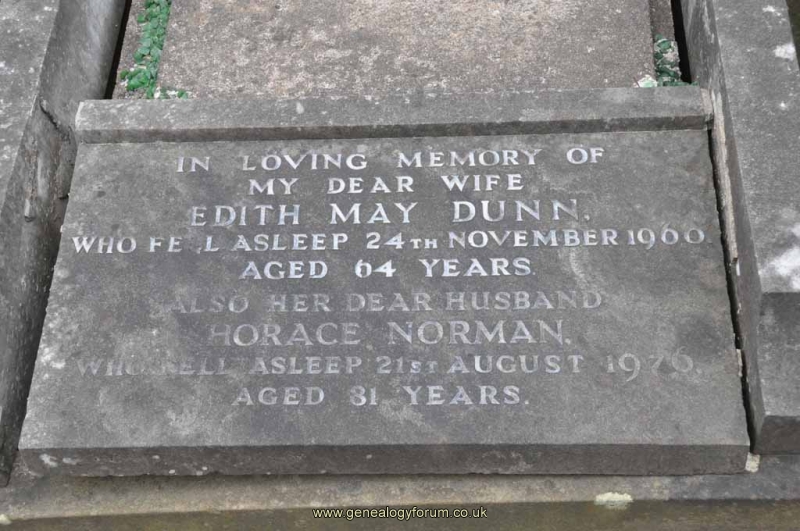 IN LOVING MEMORY OF
MY DEAR WIFE
EDITH MAY DUNN.
WHO FELL ASLEEP 24TH NOVEMBER 1960.
AGED 64 YEARS.
ALSO HER DEAR HUSBAND
HORACE NORMAN,
WHO FELL ASLEEP 21ST AUGUST 1976.
AGED 81 YEARS.
www.genealogyforum.co.uk